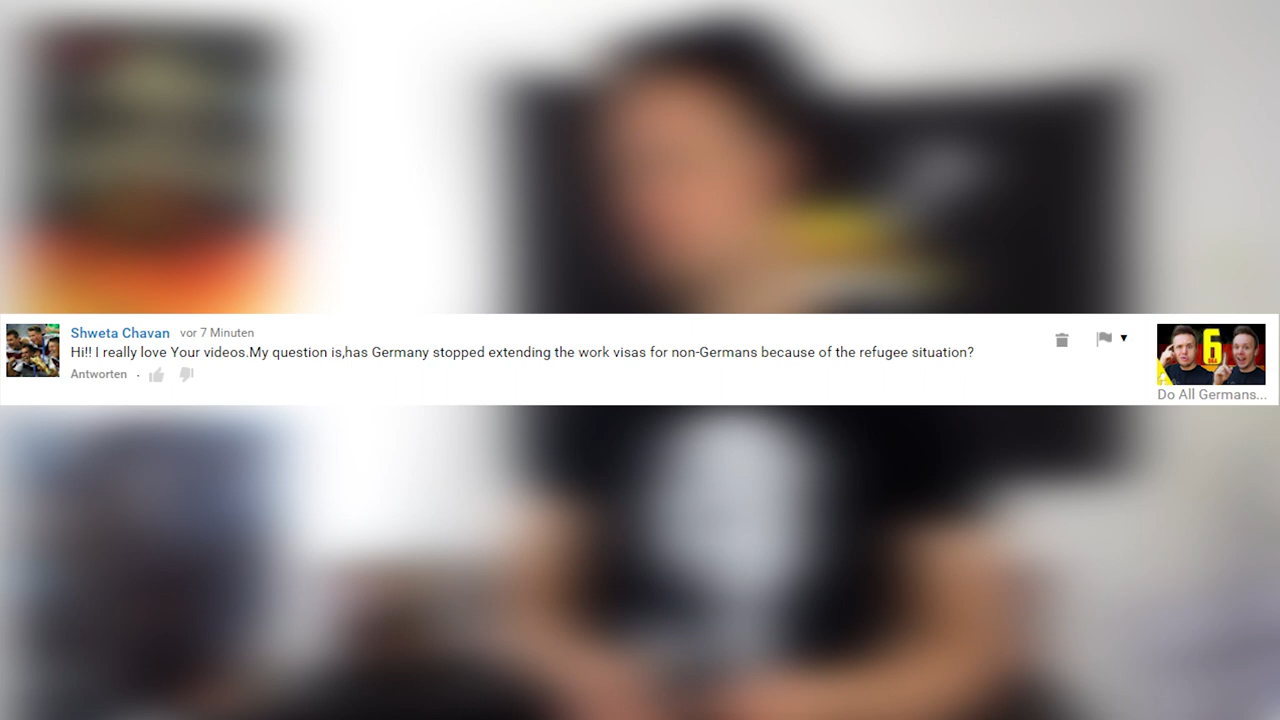 Shweta Chavan vor 7 Minuten
Hi!! I really love Your videos.My question is,has Germany stopped extending the work visas for non-Germans because of the refugee situation?
Antworten ·
6
Do All Germans...